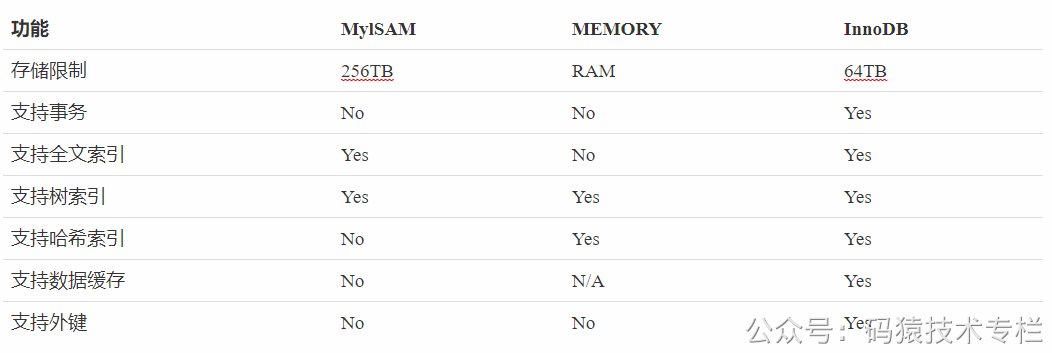 功能 MylSAM MEMORY InnoDB
存储限制 256TB RAM 64TB
支持事务 No No Yes
支持全文索引 Yes No Yes
支持树索引 Yes Yes Yes
支持哈希索引 No Yes Yes
支持数据缓存 No N/A Yes
支持外键 No No Yes
公众号：码猿技术专栏